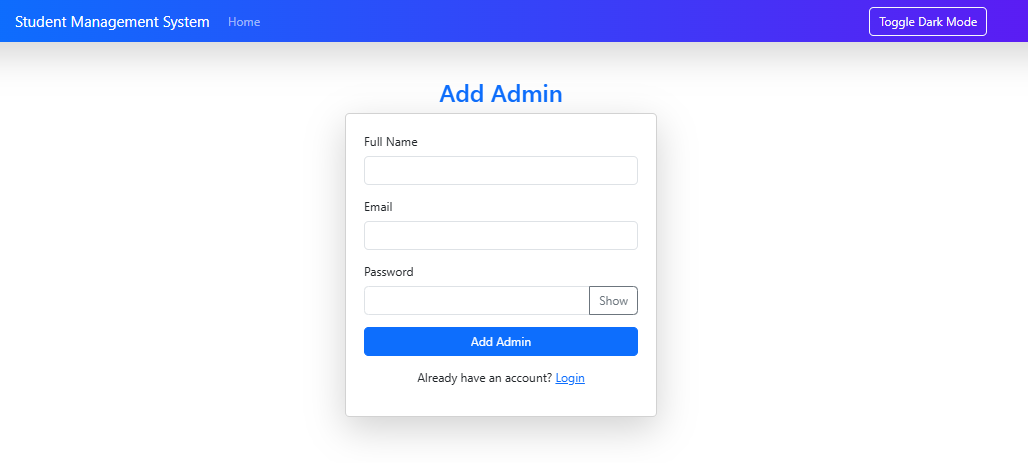 Student Management System Home Toggle Dark Mode
Add Admin
Full Name
Email
Password
Show
Add Admin
Already have an account? Login